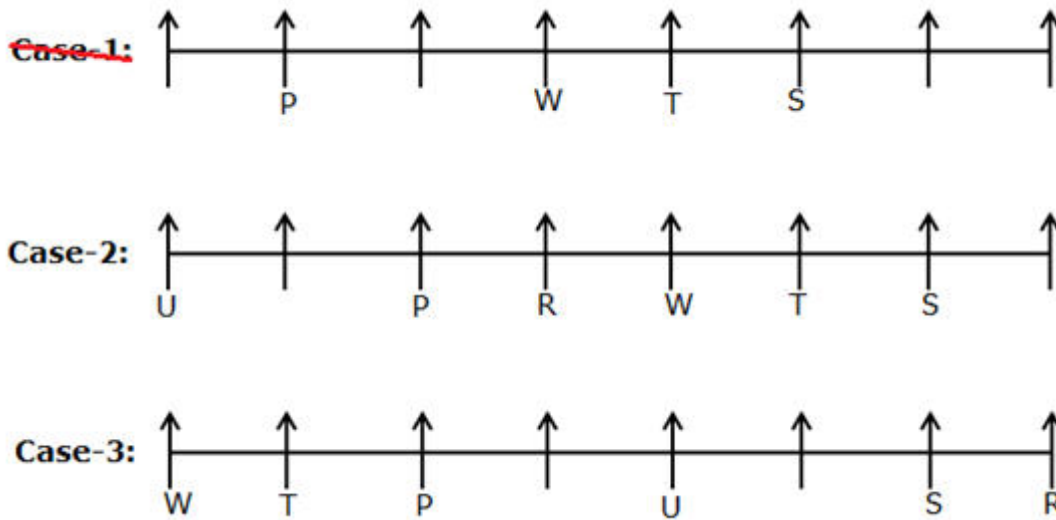 Case-1:
P W T S
Case-2:
U P R W T S
Case-3:
W T P U S R